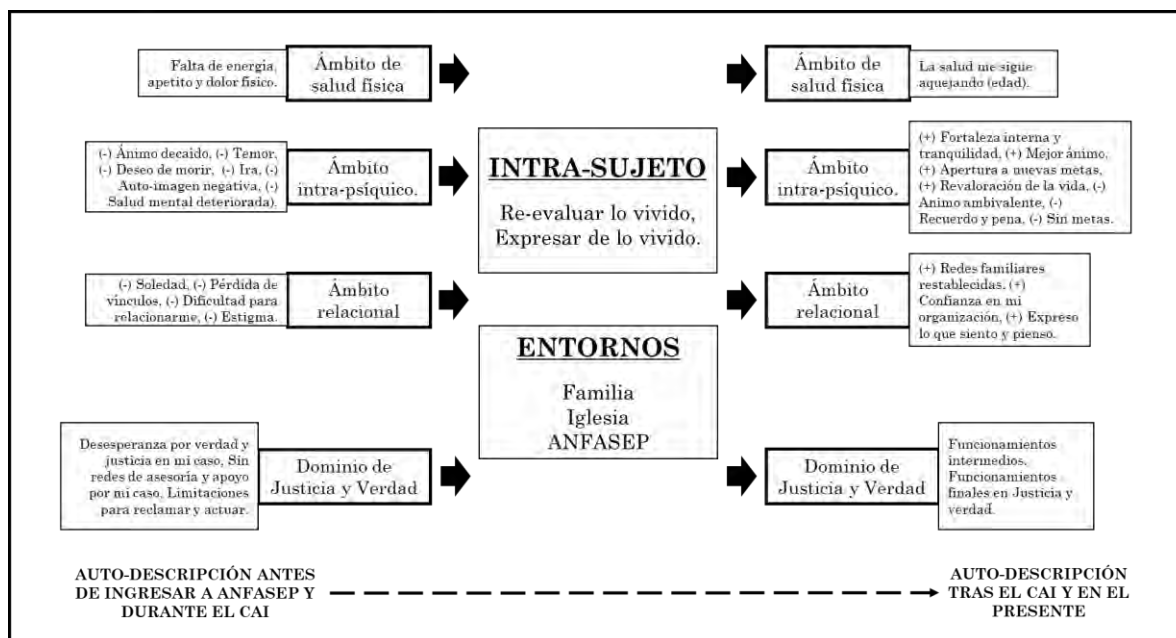 Falta de energía,
apetito y dolor físico.
Ámbito de
salud física
Ámbito de
salud física
La salud me sigue
aquejando (edad).
(-) Ánimo decaído, (-) Temor,
(-) Deseo de morir, (-) Ira, (-)
Auto-imagen negativa, (-)
Salud mental deteriorada).
Ámbito
intra-psíquico.
INTRA-SUJETO
Re-evaluar lo vivido,
Expresar de lo vivido.
Ámbito
intra-psíquico.
(+) Fortaleza interna y
tranquilidad, (+) Mejor ánimo,
(+) Apertura a nuevas metas,
(+) Revaloración de la vida, (-)
Animo ambivalente, (-)
Recuerdo y pena, (-) Sin metas.
(-) Soledad, (-) Pérdida de
vínculos, (-) Dificultad para
relacionarme, (-) Estigma.
Ámbito
relacional
Ámbito
relacional
(+) Redes familiares
restablecidas, (+)
Confianza en mi
organización, (+) Expreso
lo que siento y pienso.
ENTORNOS
Familia
Iglesia
ANFASEP
Desesperanza por verdad y
justicia en mi caso, Sin
redes de asesoría y apoyo
por mi caso, Limitaciones
para reclamar y actuar.
Dominio de
Justicia y Verdad
Dominio de
Justicia y Verdad
Funcionamientos
intermedios.
Funcionamientos
finales en Justicia y
verdad.
AUTO-DESCRIPCIÓN ANTES
DE INGRESAR A ANFASEP Y
DURANTE EL CAI
AUTO-DESCRIPCIÓN
TRAS EL CAI Y EN EL
PRESENTE